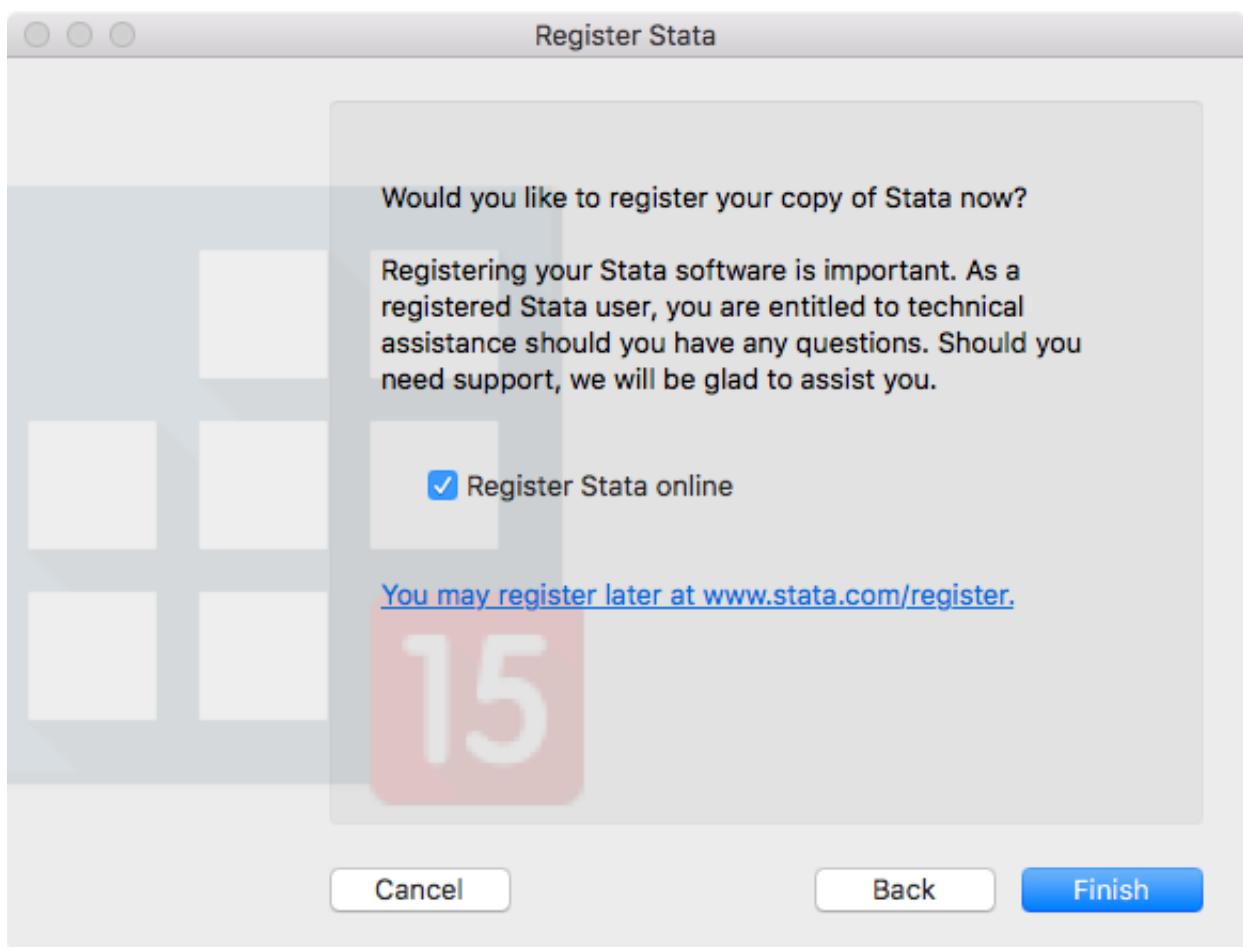 Register Stata
Would you like to register your copy of Stata now?
Registering your Stata software is important. As a
registered Stata user, you are entitled to technical
assistance should you have any questions. Should you
need support, we will be glad to assist you.
Register Stata online
You may register later at www.stata.com/register.
15
Cancel
Back
Finish